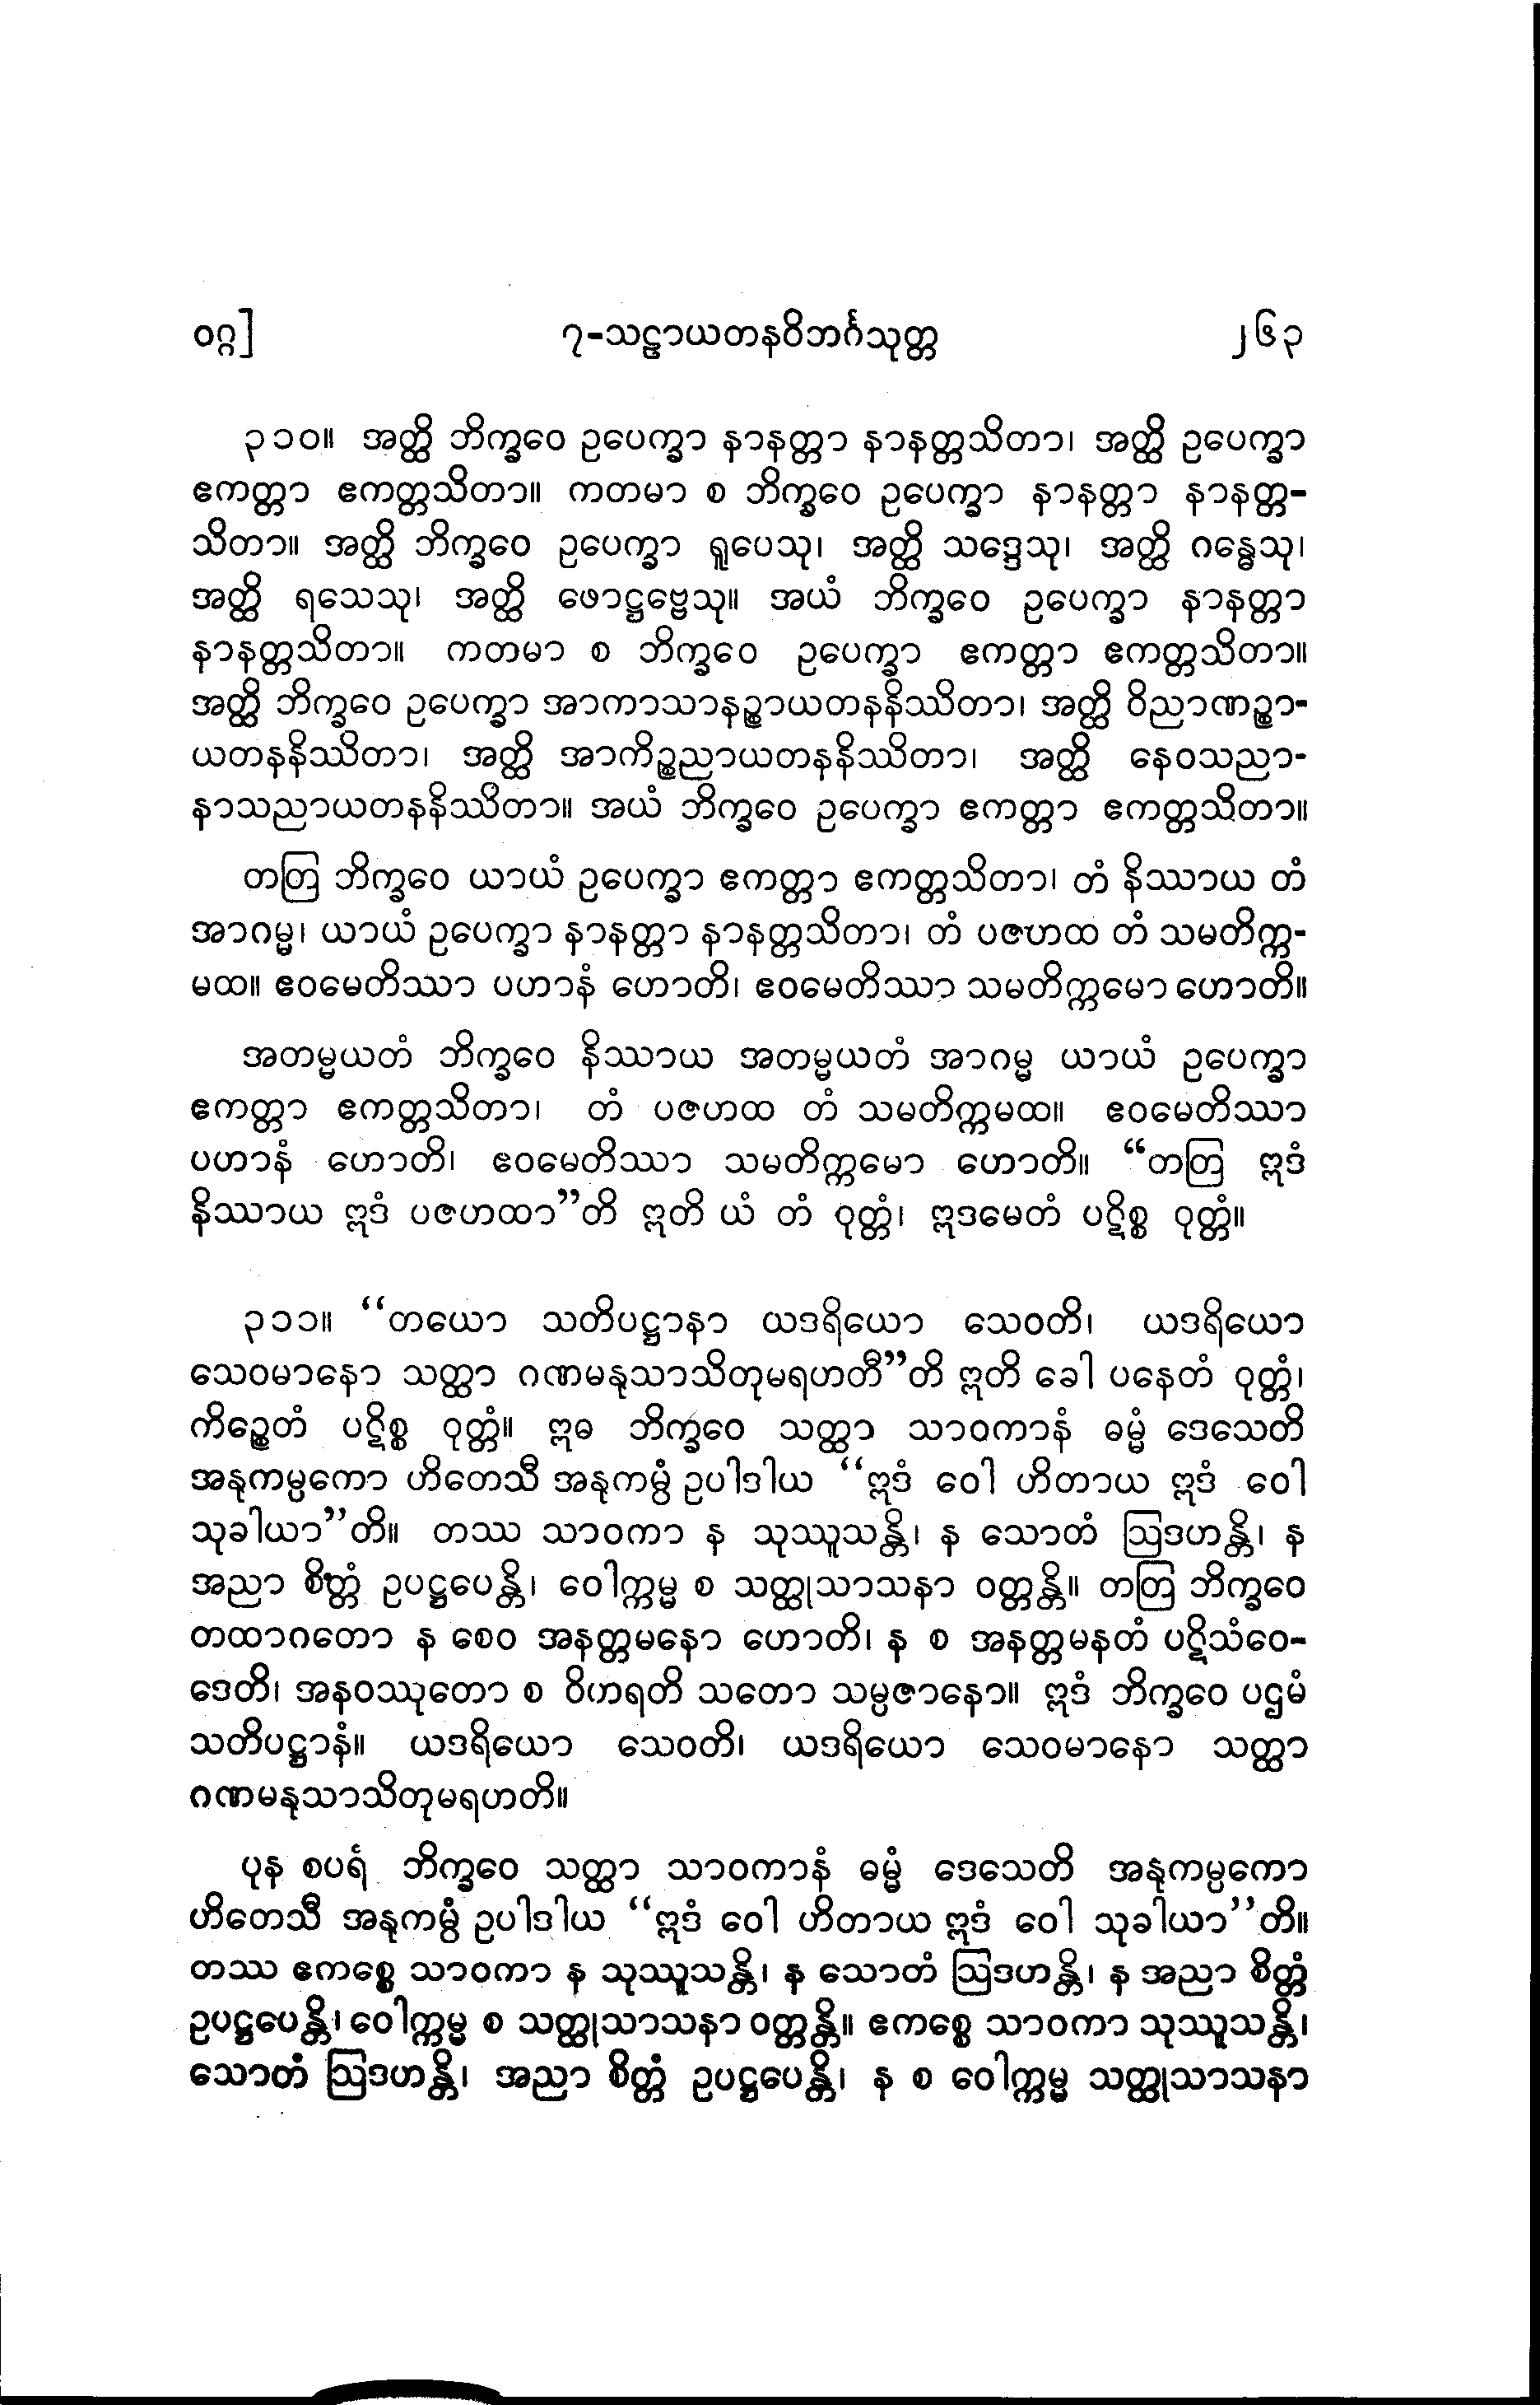 ဝဂ္ဂ]
၇-သဠာယတနဝိဘင်္ဂသုတ္တ
၂၆၃
၃၁၀။ အတ္ထိ ဘိက္ခဝေ ဥပေက္ခာ နာနတ္တာ နာနတ္တသိတာ၊ အတ္ထိ ဥပေက္ခာ
ဧကတ္တာ ဧကတ္တသိတာ။ ကတမာ စ ဘိက္ခဝေ ဥပေက္ခာ နာနတ္တာ နာနတ္တ-
သိတာ။ အတ္ထိ ဘိက္ခဝေ ဥပေက္ခာ ရူပေသု၊ အတ္ထိ သဒ္ဒေသု၊ အတ္ထိ ဂန္ဓေသု၊
အတ္ထိ ရသေသု၊ အတ္ထိ ဖောဋ္ဌဗ္ဗေသု။ အယံ ဘိက္ခဝေ ဥပေက္ခာ နာနတ္တာ
နာနတ္တသိတာ။ ကတမာ စ ဘိက္ခဝေ ဥပေက္ခာ ဧကတ္တာ ဧကတ္တသိတာ။
အတ္ထိ ဘိက္ခဝေ ဥပေက္ခာ အာကာသာနဉ္စာယတနနိဿိတာ၊ အတ္ထိ ဝိညာဏဉ္စာ-
ယတနနိဿိတာ၊ အတ္ထိ အာကိဉ္စညာယတနနိဿိတာ၊ အတ္ထိ နေဝသညာ-
နာသညာယတနနိဿိတာ။ အယံ ဘိက္ခဝေ ဥပေက္ခာ ဧကတ္တာ ဧကတ္တသိတာ။
တတြ ဘိက္ခဝေ ယာယံ ဥပေက္ခာ ဧကတ္တာ ဧကတ္တသိတာ၊ တံ နိဿာယ တံ
အာဂမ္မ၊ ယာယံ ဥပေက္ခာ နာနတ္တာ နာနတ္တသိတာ၊ တံ ပဇဟထ တံ သမတိက္က-
မထ။ ဧဝမေတိဿာ ပဟာနံ ဟောတိ၊ ဧဝမေတိဿာ သမတိက္ကမော ဟောတိ။
အတမ္မယတံ ဘိက္ခဝေ နိဿာယ အတမ္မယတံ အာဂမ္မ ယာယံ ဥပေက္ခာ
ဧကတ္တာ ဧကတ္တသိတာ၊ တံ ပဇဟထ တံ သမတိက္ကမထ။ ဧဝမေတိဿာ
ပဟာနံ ဟောတိ၊ ဧဝမေတိဿာ သမတိက္ကမော ဟောတိ။ “တတြ ဣဒံ
နိဿာယ ဣဒံ ပဇဟထာ”တိ ဣတိ ယံ တံ ဝုတ္တံ၊ ဣဒမေတံ ပဋိစ္စ ဝုတ္တံ။
၃၁၁။ “တယော သတိပဋ္ဌာနာ ယဒရိယော သေဝတိ၊ ယဒရိယော
သေဝမာနော သတ္ထာ ဂဏမနုသာသိတုမရဟတီ”တိ ဣတိ ခေါ ပနေတံ ဝုတ္တံ၊
ကိဉ္စေတံ ပဋိစ္စ ဝုတ္တံ။ ဣဓ ဘိက္ခဝေ သတ္ထာ သာဝကာနံ ဓမ္မံ ဒေသေတိ
အနုကမ္ပကော ဟိတေသီ အနုကမ္ပံ ဥပါဒါယ “ဣဒံ ဝေါ ဟိတာယ ဣဒံ ဝေါ
သုခါယာ”တိ။ တဿ သာဝကာ န သုဿူသန္တိ၊ န သောတံ ဩဒဟန္တိ၊ န
အညာ စိတ္တံ ဥပဋ္ဌပေန္တိ၊ ဝေါက္ကမ္မ စ သတ္ထုသာသနာ ဝတ္တန္တိ။ တတြ ဘိက္ခဝေ
တထာဂတော န စေဝ အနတ္တမနော ဟောတိ၊ န စ အနတ္တမနတံ ပဋိသံဝေ-
ဒေတိ၊ အနဝဿုတော စ ဝိဟရတိ သတော သမ္ပဇာနော။ ဣဒံ ဘိက္ခဝေ ပဌမံ
သတိပဋ္ဌာနံ။ ယဒရိယော သေဝတိ၊ ယဒရိယော သေဝမာနော သတ္ထာ
ဂဏမနုသာသိတုမရဟတိ။
ပုန စပရံ ဘိက္ခဝေ သတ္ထာ သာဝကာနံ ဓမ္မံ ဒေသေတိ အနုကမ္ပကော
ဟိတေသီ အနုကမ္ပံ ဥပါဒါယ “ဣဒံ ဝေါ ဟိတာယ ဣဒံ ဝေါ သုခါယာ”တိ။
တဿ ဧကစ္စေ သာဝကာ န သုဿူသန္တိ၊ န သောတံ ဩဒဟန္တိ၊ န အညာ စိတ္တံ
ဥပဋ္ဌပေန္တိ၊ ဝေါက္ကမ္မ စ သတ္ထုသာသနာ ဝတ္တန္တိ။ ဧကစ္စေ သာဝကာ သုဿူသန္တိ၊
သောတံ ဩဒဟန္တိ၊ အညာ စိတ္တံ ဥပဋ္ဌပေန္တိ၊ န စ ဝေါက္ကမ္မ သတ္ထုသာသနာ